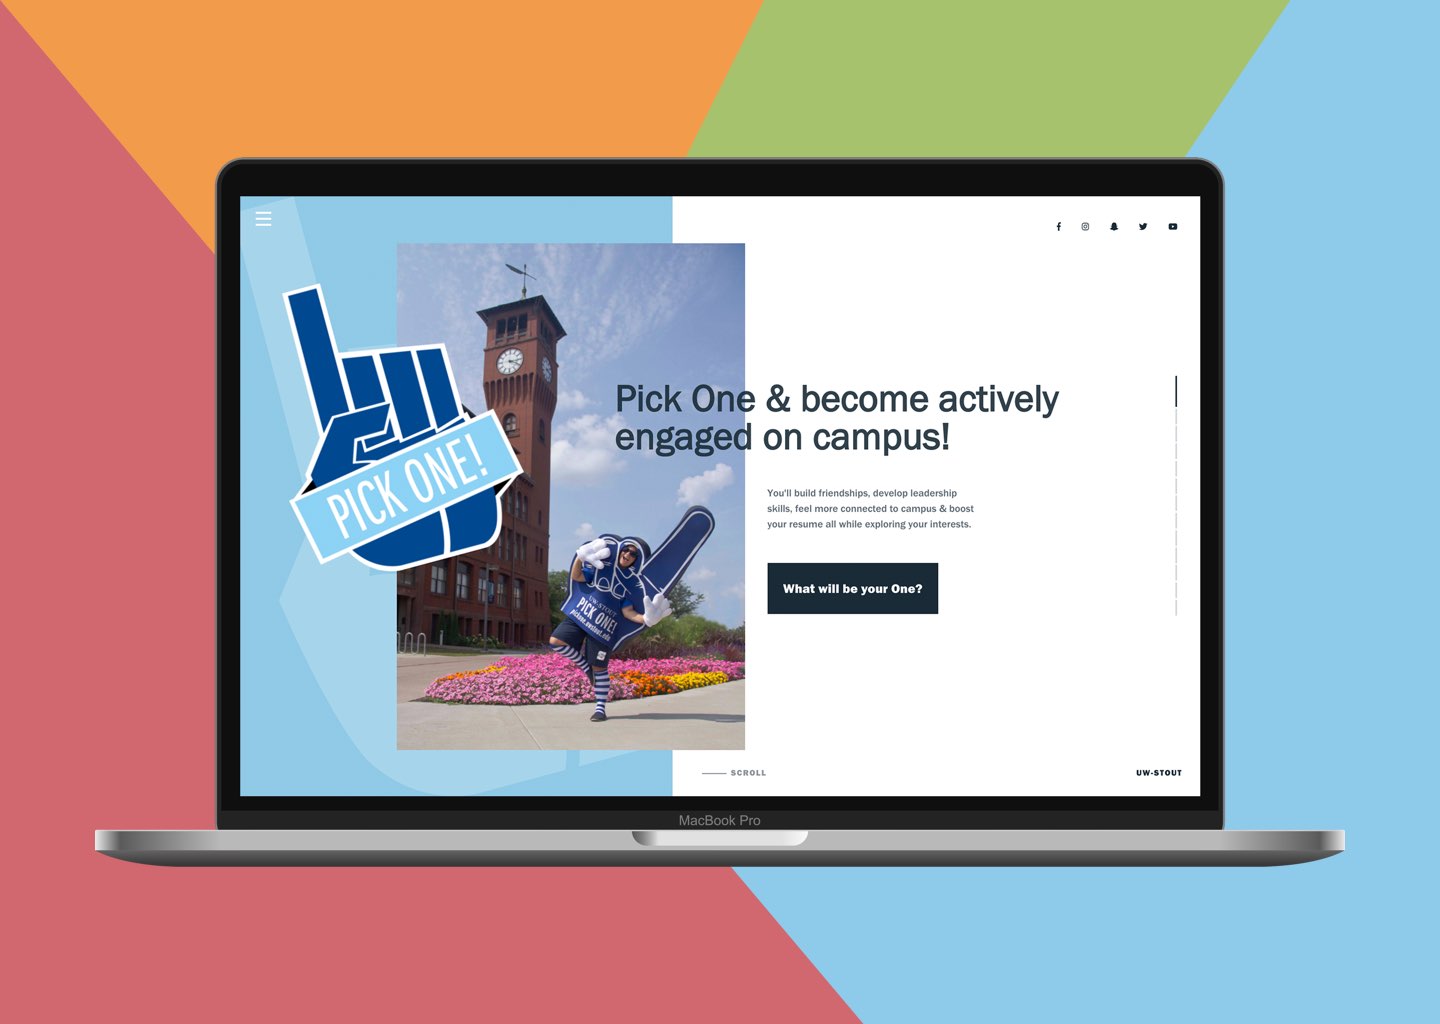 PICK ONE!
UW-STOUT
PICK ONE!
pickone.uwstout.edu
Pick One & become actively
engaged on campus!
You'll build friendships, develop leadership
skills, feel more connected to campus & boost
your resume all while exploring your interests.
What will be your One?
SCROLL
UW-STOUT
MacBook Pro